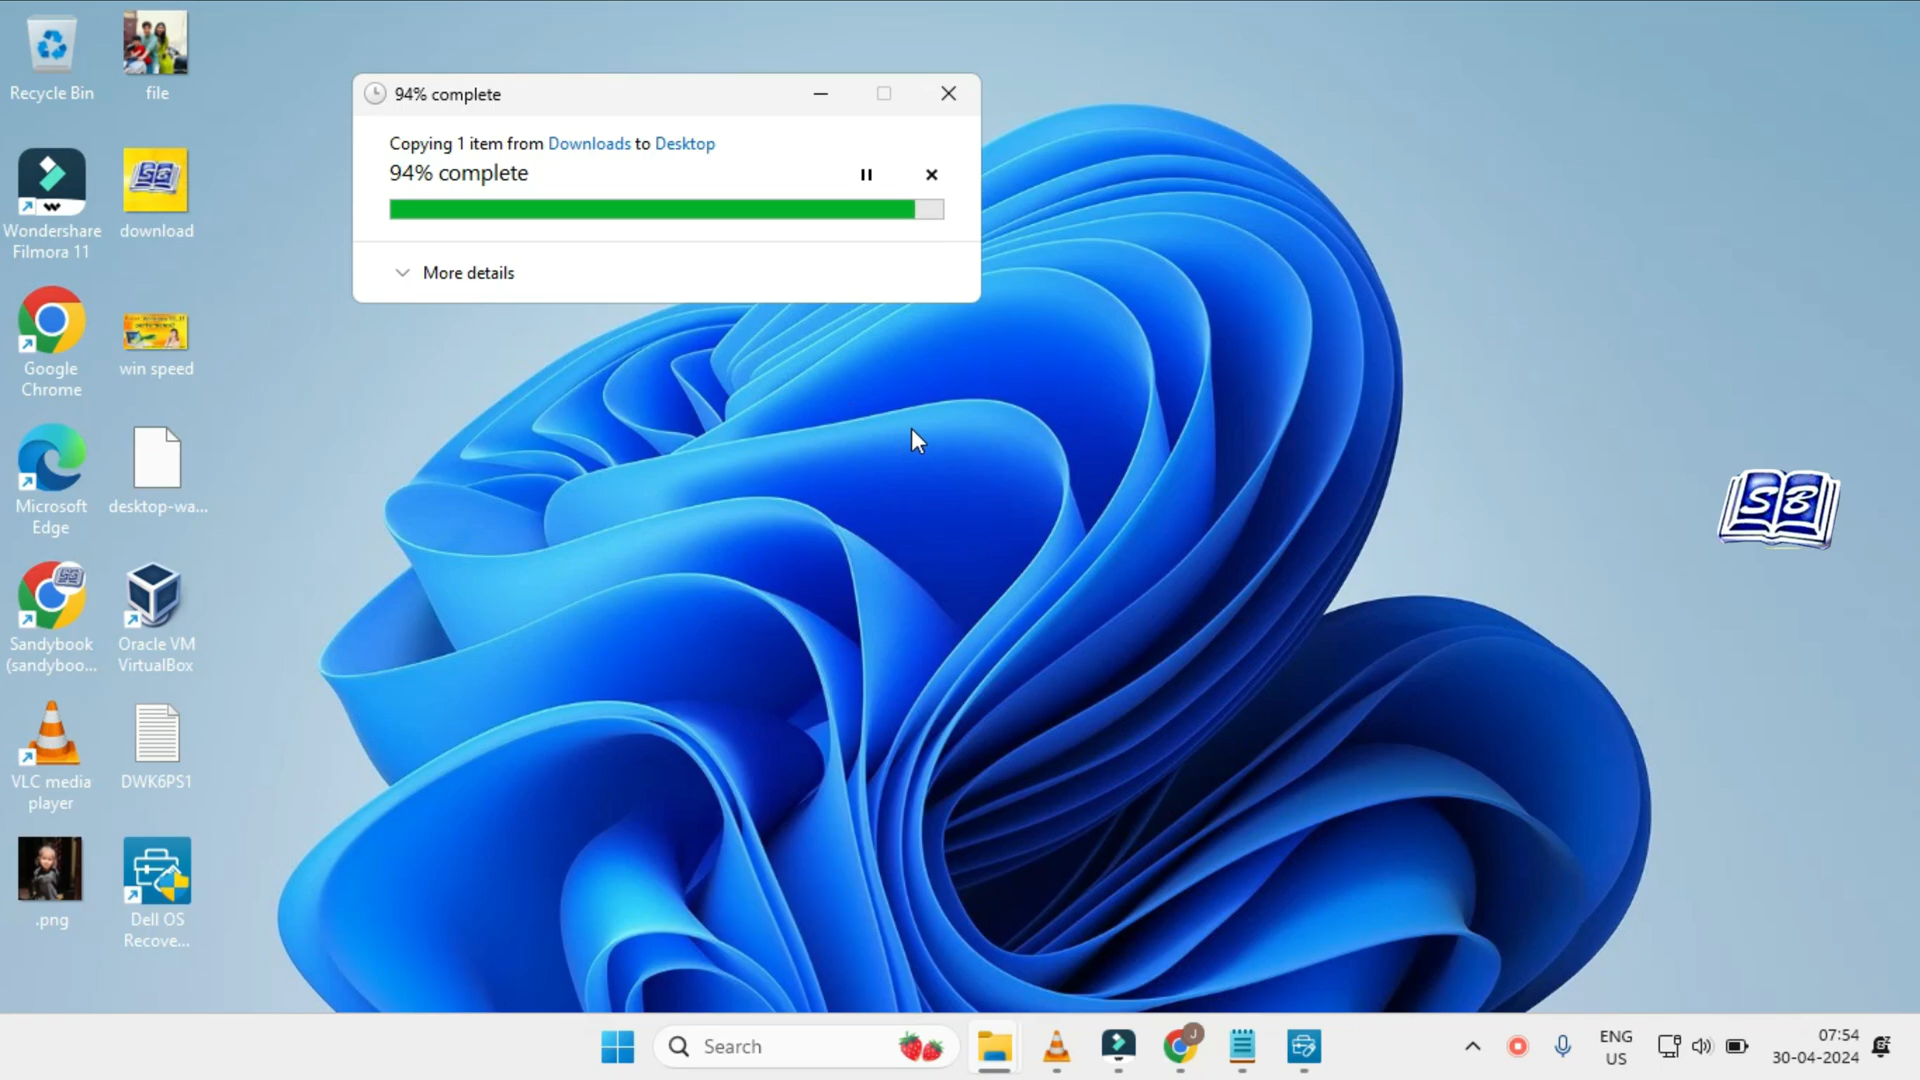 94% complete
Copying 1 item from Downloads to Desktop
94% complete
More details
Recycle Bin
file
Wondershare
Filmora 11
download
Google
Chrome
win speed
Microsoft
Edge
desktop-wa...
Sandybook
(sandyboo...
Oracle VM
VirtualBox
VLC media
player
DWK6PS1
.png
Dell OS
Recove...
SB
Search
J
ENG
US
07:54
30-04-2024